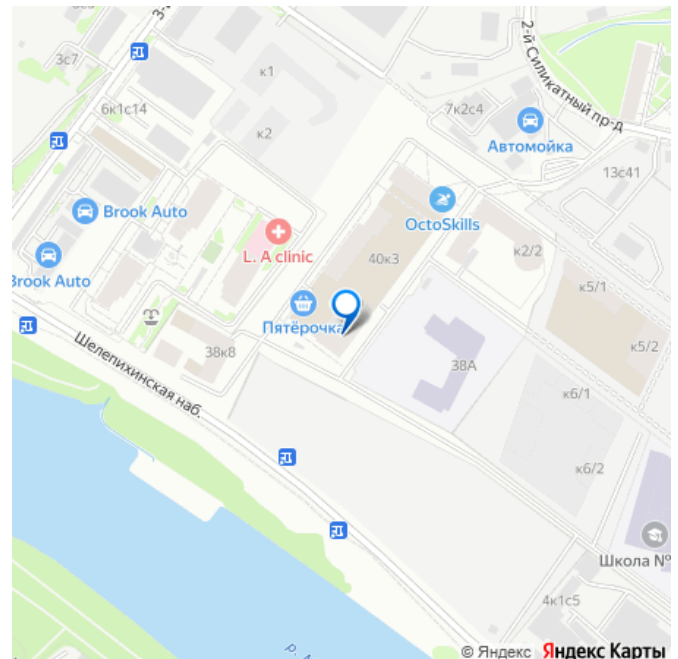 3с7
6к1с14
к1
к2
2-й Силикатный пр-д
7к2с4
Автомойка
13с41
Brook Auto
Brook Auto
L. A clinic
OctoSkills
40к3
к2/2
к5/1
Пятёрочка
38к8
38А
к5/2
к6/1
к6/2
Шелепихинская наб.
Школа №
4к1с5
© Яндекс Яндекс Карты